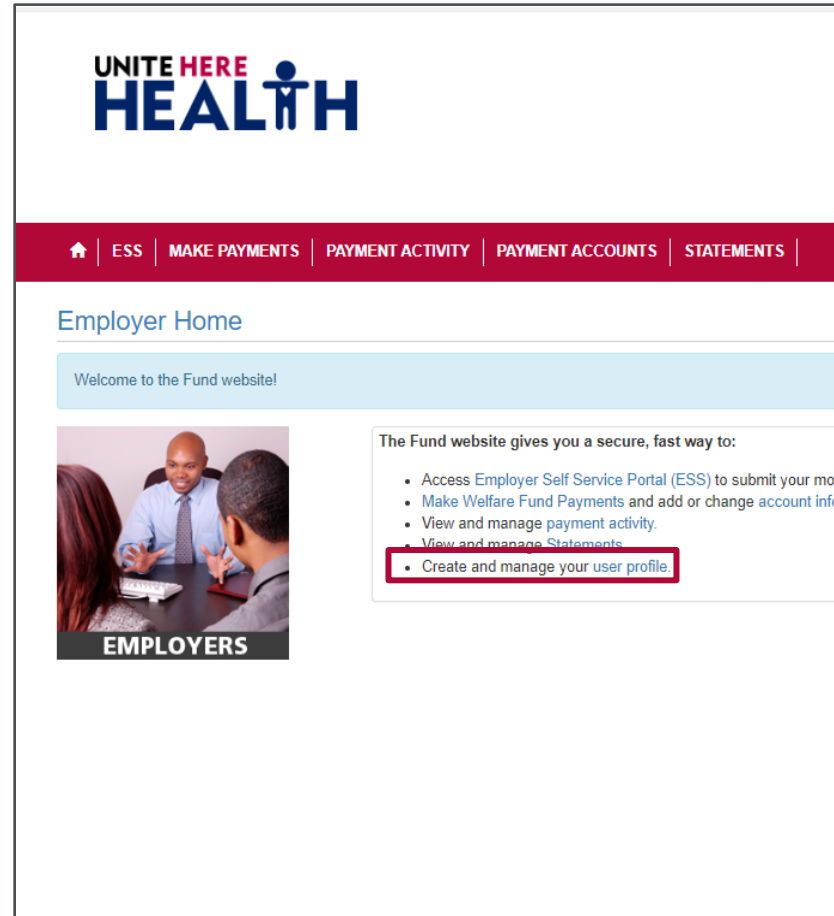 UNITE HERE
HEALTH
ESS
MAKE PAYMENTS
PAYMENT ACTIVITY
PAYMENT ACCOUNTS
STATEMENTS
Employer Home
Welcome to the Fund website!
The Fund website gives you a secure, fast way to:
• Access Employer Self Service Portal (ESS) to submit your mo
• Make Welfare Fund Payments and add or change account info
• View and manage payment activity.
• View and manage Statements
• Create and manage your user profile.
EMPLOYERS